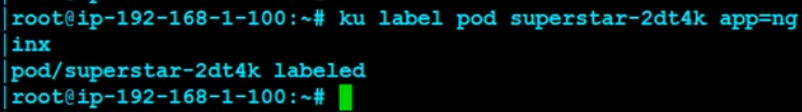 root@ip-192-168-1-100:~# ku label pod superstar-2dt4k app=ng
inx
pod/superstar-2dt4k labeled
root@ip-192-168-1-100:~#